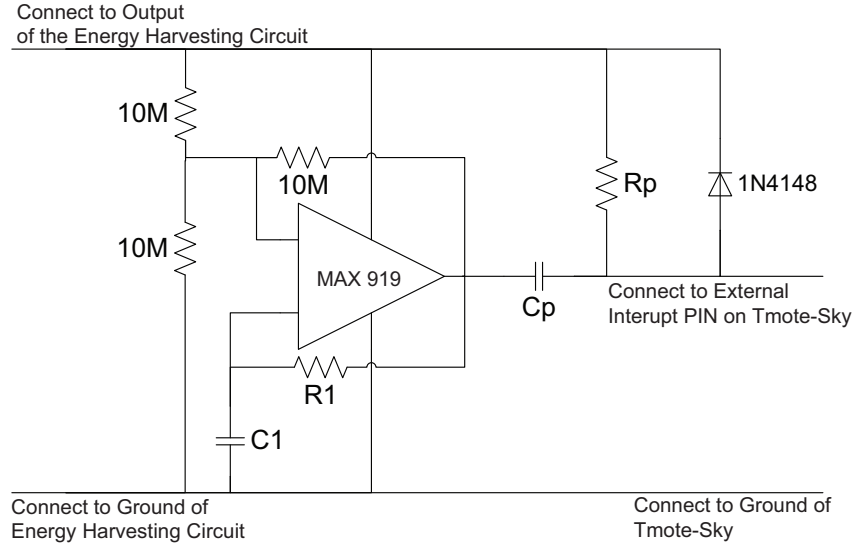 Connect to Output
of the Energy Harvesting Circuit
10M
10M
10M
MAX 919
Rp
1N4148
Cp
Connect to External
Interupt PIN on Tmote-Sky
R1
C1
Connect to Ground of
Energy Harvesting Circuit
Connect to Ground of
Tmote-Sky